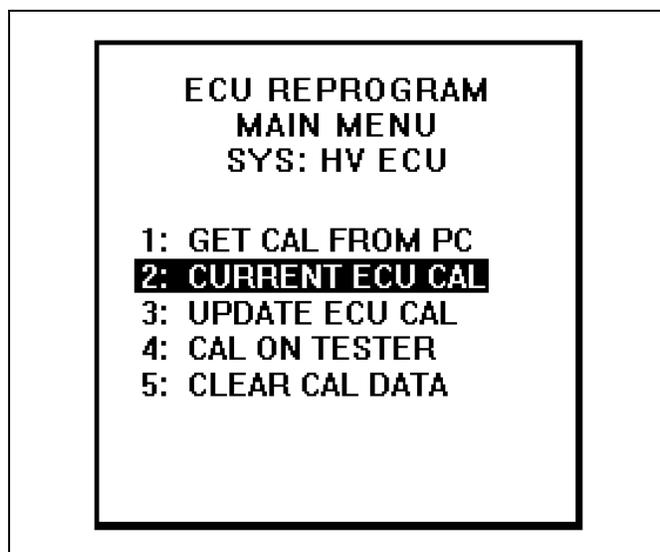 ECU REPROGRAM
MAIN MENU
SYS: HV ECU
1: GET CAL FROM PC
2: CURRENT ECU CAL
3: UPDATE ECU CAL
4: CAL ON TESTER
5: CLEAR CAL DATA